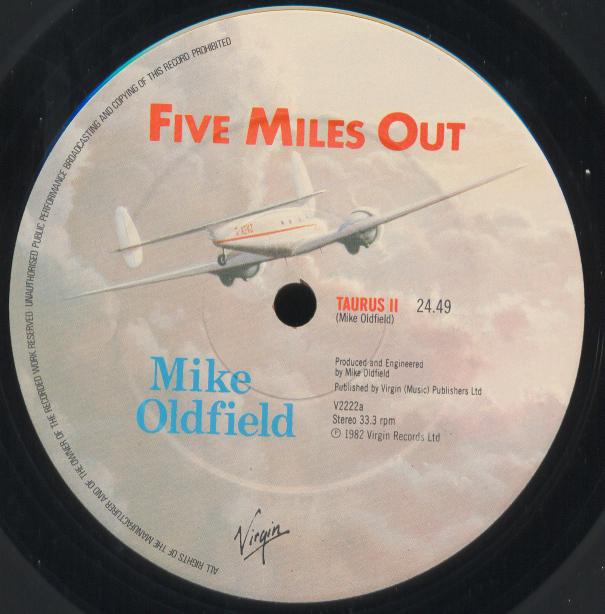 FIVE MILES OUT
TAURUS II 24.49
(Mike Oldfield)
Produced and Engineered
by Mike Oldfield
Published by Virgin (Music) Publishers Ltd
V2222a
Stereo 33.3 rpm
℗ 1982 Virgin Records Ltd
Mike
Oldfield
Virgin
ALL RIGHTS OF THE MANUFACTURER AND OF THE OWNER OF THE RECORDED WORK RESERVED UNAUTHORISED PUBLIC PERFORMANCE BROADCASTING AND COPYING OF THIS RECORD PROHIBITED